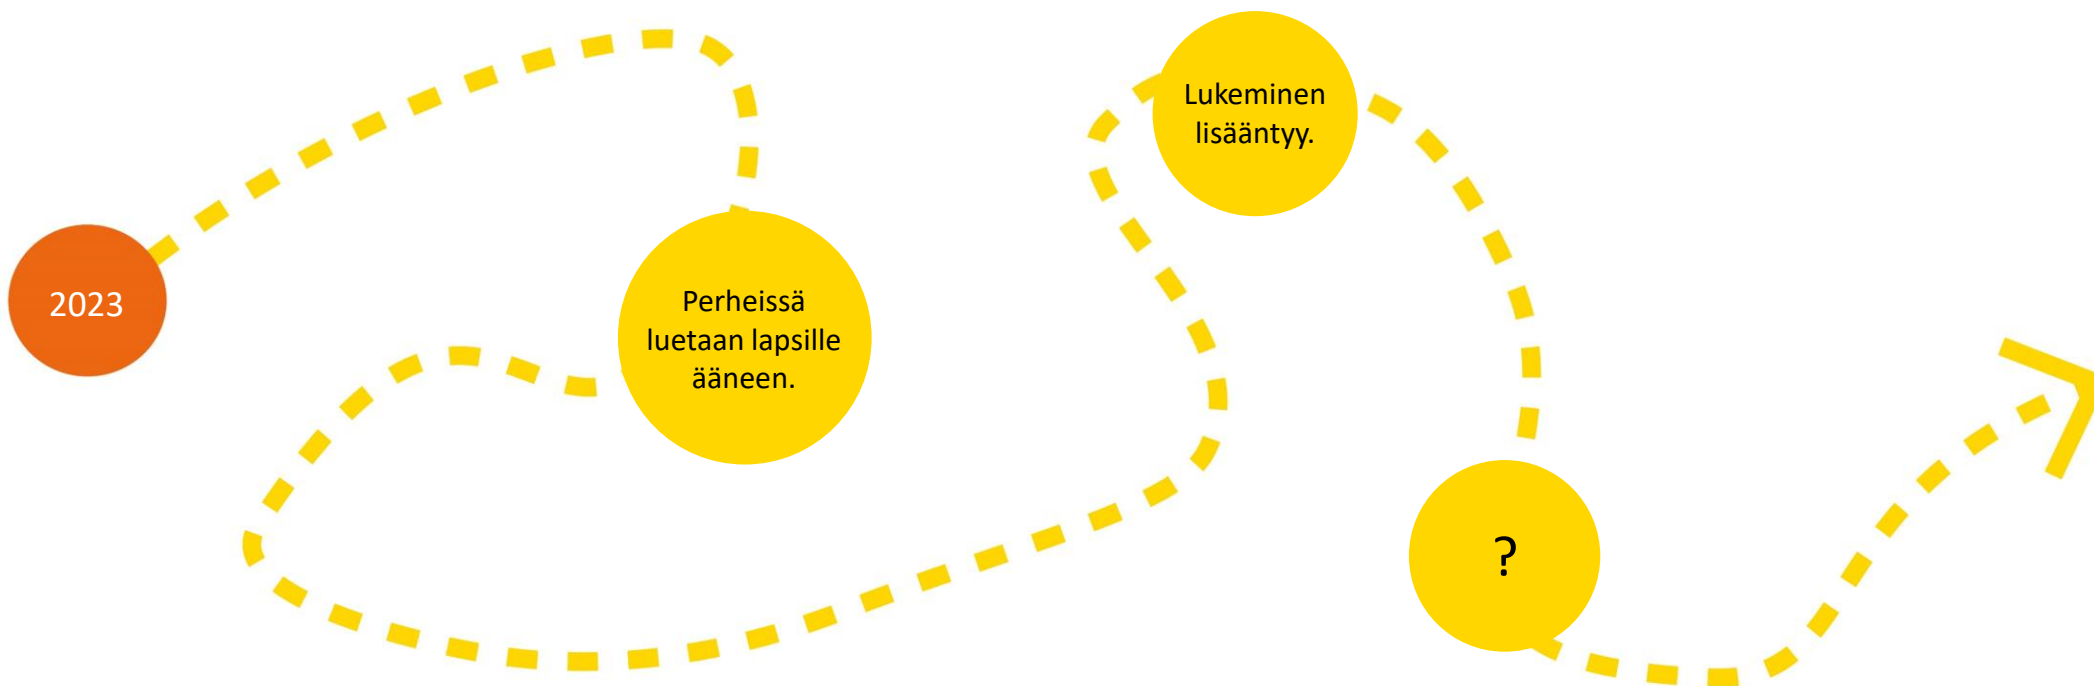 2023
Perheissä
luetaan lapsille
ääneen.
Lukeminen
lisääntyy.
?